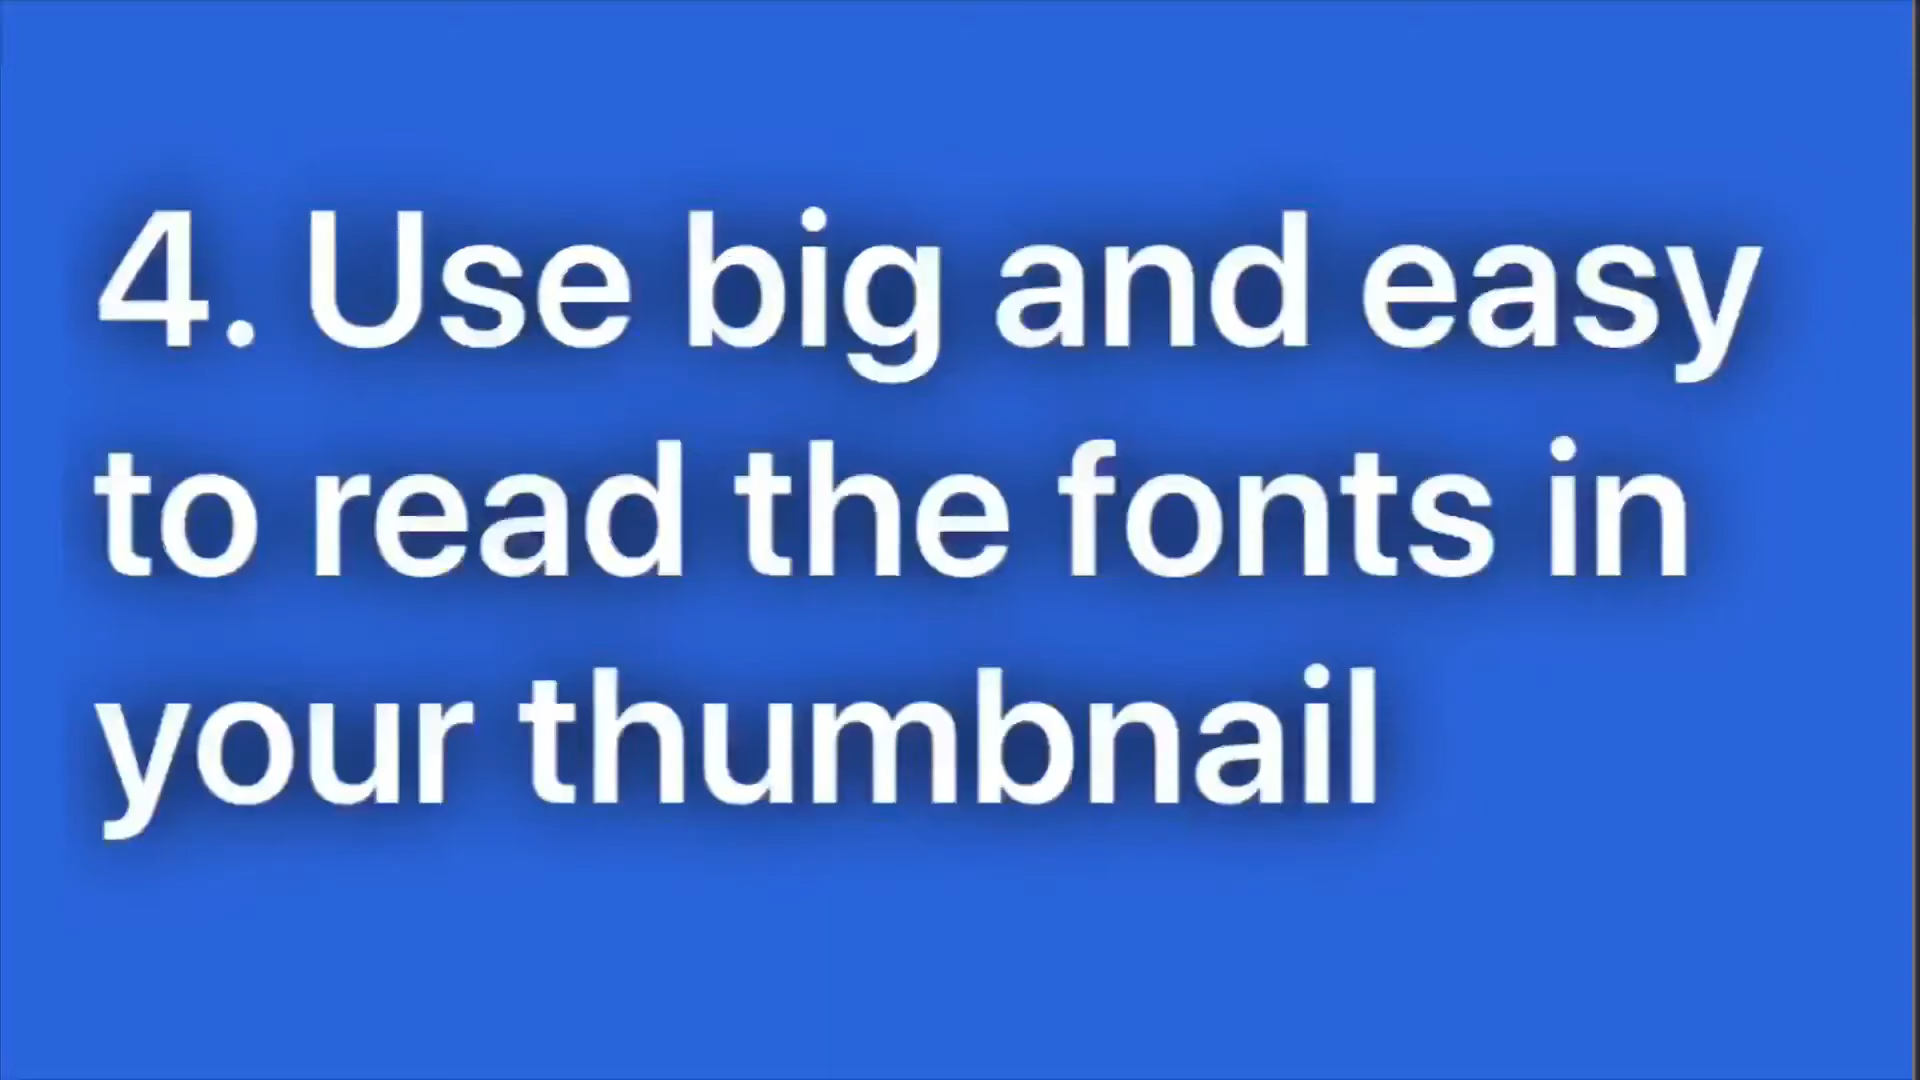 4. Use big and easy
to read the fonts in
your thumbnail